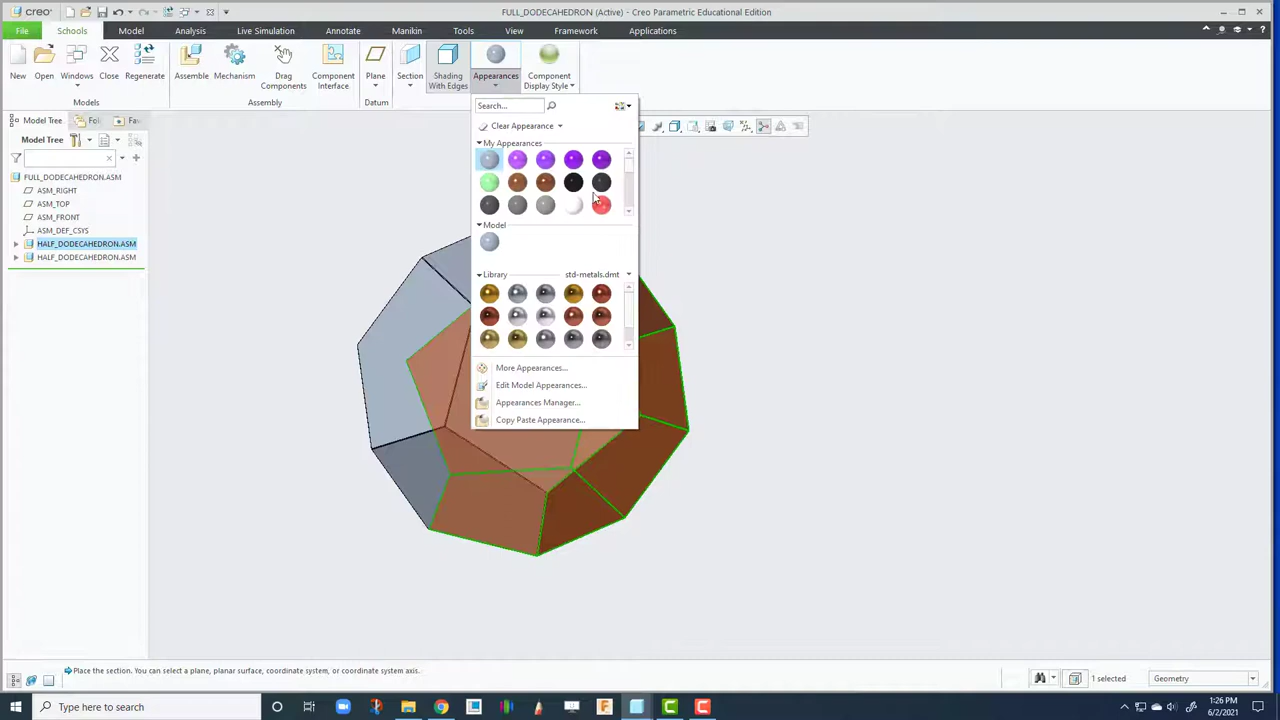 creo
FULL_DODECAHEDRON (Active) - Creo Parametric Educational Edition
File Schools Model Analysis Live Simulation Annotate Manikin Tools View Framework Applications
New Open Windows Close Regenerate Assemble Mechanism Drag Components Component Interface Plane Section Shading With Edges Appearances Component Display Style
Models Assembly Datum
Search...
Model Tree Fol Fav
Clear Appearance
Model Tree
My Appearances
FULL_DODECAHEDRON.ASM
ASM_RIGHT
ASM_TOP
ASM_FRONT
Model
ASM_DEF_CSYS
HALF_DODECAHEDRON.ASM
HALF_DODECAHEDRON.ASM
Library std-metals.dmt
More Appearances...
Edit Model Appearances...
Appearances Manager...
Copy Paste Appearance...
Place the section. You can select a plane, planar surface, coordinate system, or coordinate system axis.
1 selected Geometry
Type here to search
1:26 PM
6/2/2021